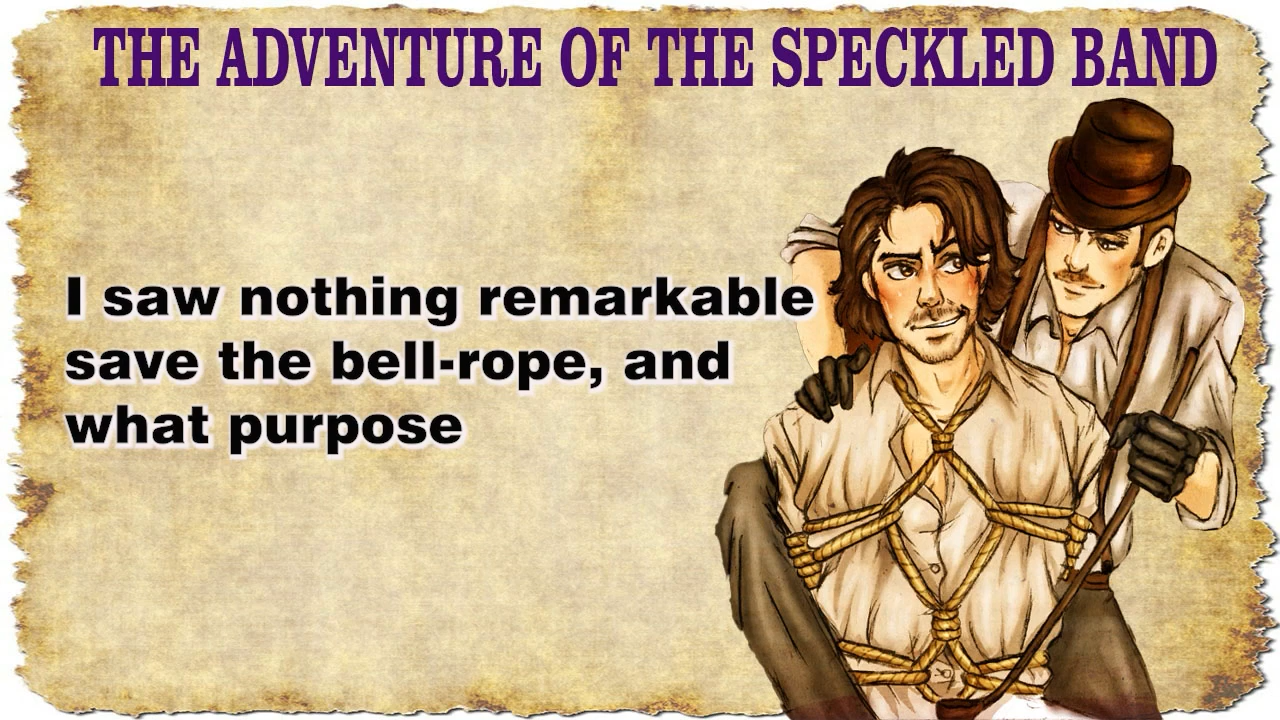 THE ADVENTURE OF THE SPECKLED BAND
I saw nothing remarkable
save the bell-rope, and
what purpose